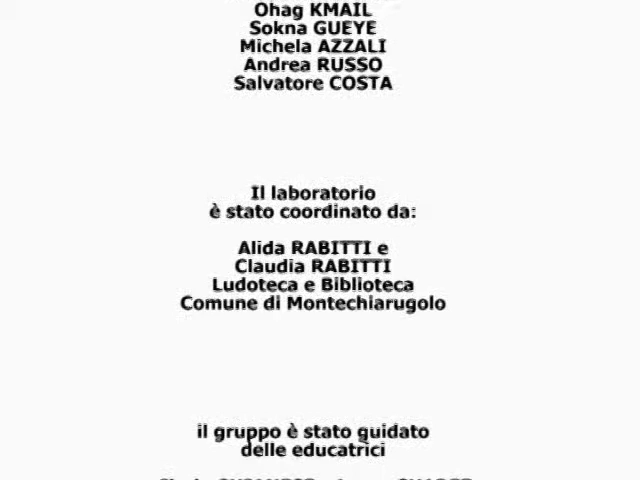 Ohag KMAIL
Sokna GUEYE
Michela AZZALI
Andrea RUSSO
Salvatore COSTA
Il laboratorio
è stato coordinato da:
Alida RABITTI e
Claudia RABITTI
Ludoteca e Biblioteca
Comune di Montechiarugolo
il gruppo è stato guidato
delle educatrici